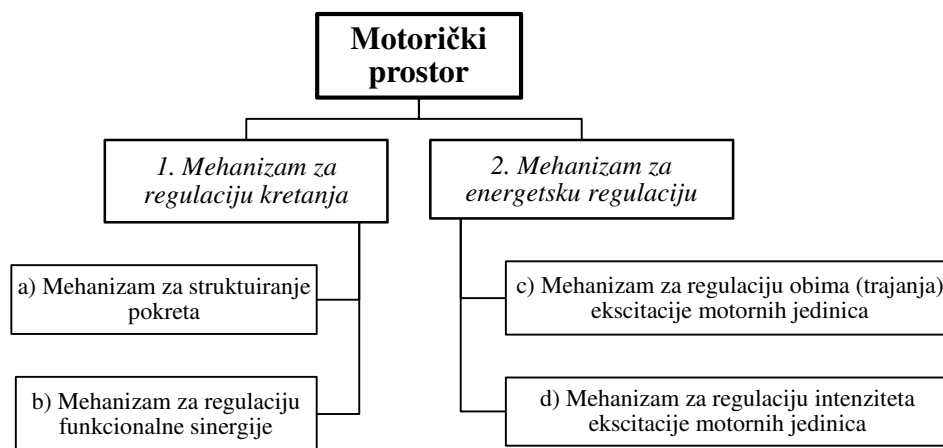 Motorički
prostor
1. Mehanizam za
regulaciju kretanja
2. Mehanizam za
energetsku regulaciju
a) Mehanizam za struktuiranje
pokreta
b) Mehanizam za regulaciju
funkcionalne sinergije
c) Mehanizam za regulaciju obima (trajanja)
ekscitacije motornih jedinica
d) Mehanizam za regulaciju intenziteta
ekscitacije motornih jedinica